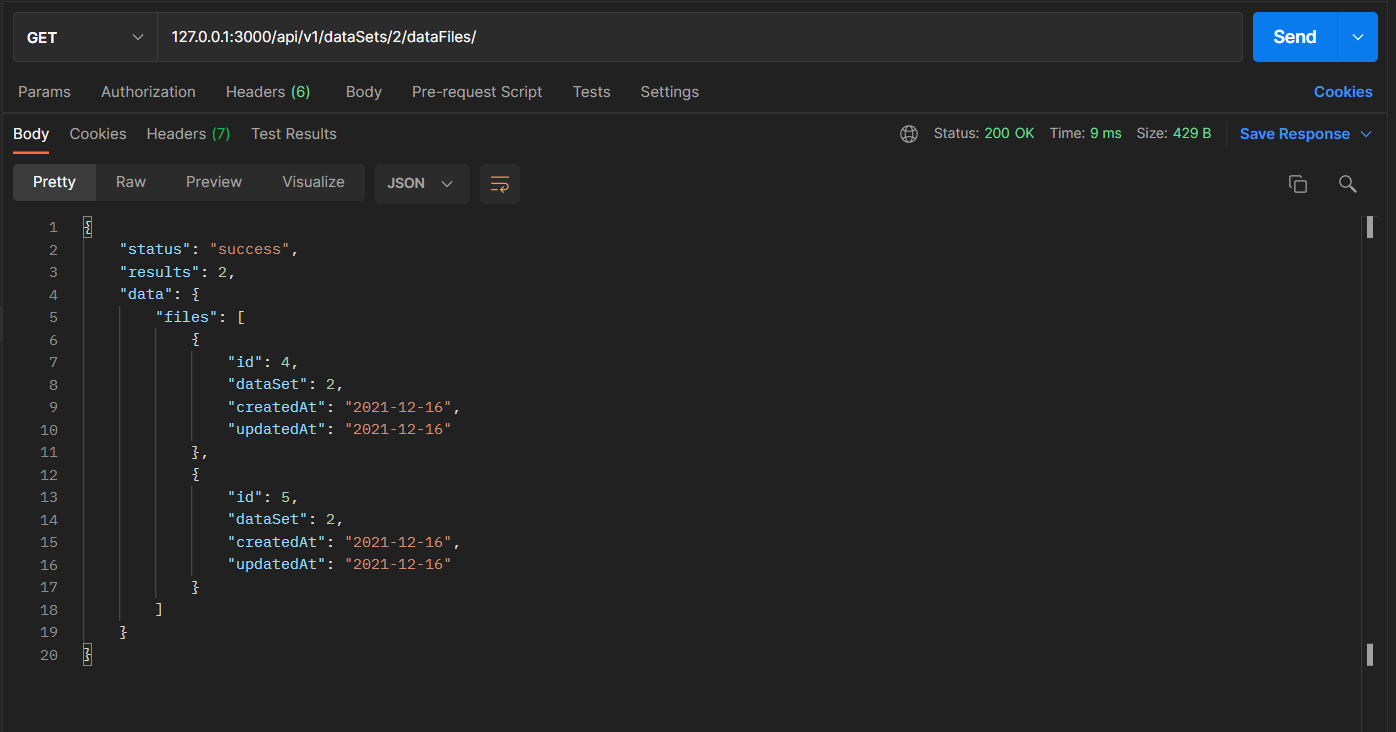 GET 127.0.0.1:3000/api/v1/dataSets/2/dataFiles/ Send
Params Authorization Headers (6) Body Pre-request Script Tests Settings Cookies
Body Cookies Headers (7) Test Results Status: 200 OK Time: 9 ms Size: 429 B Save Response
Pretty Raw Preview Visualize JSON
1 {
2 "status": "success",
3 "results": 2,
4 "data": {
5 "files": [
6 {
7 "id": 4,
8 "dataSet": 2,
9 "createdAt": "2021-12-16",
10 "updatedAt": "2021-12-16"
11 },
12 {
13 "id": 5,
14 "dataSet": 2,
15 "createdAt": "2021-12-16",
16 "updatedAt": "2021-12-16"
17 }
18 ]
19 }
20 }